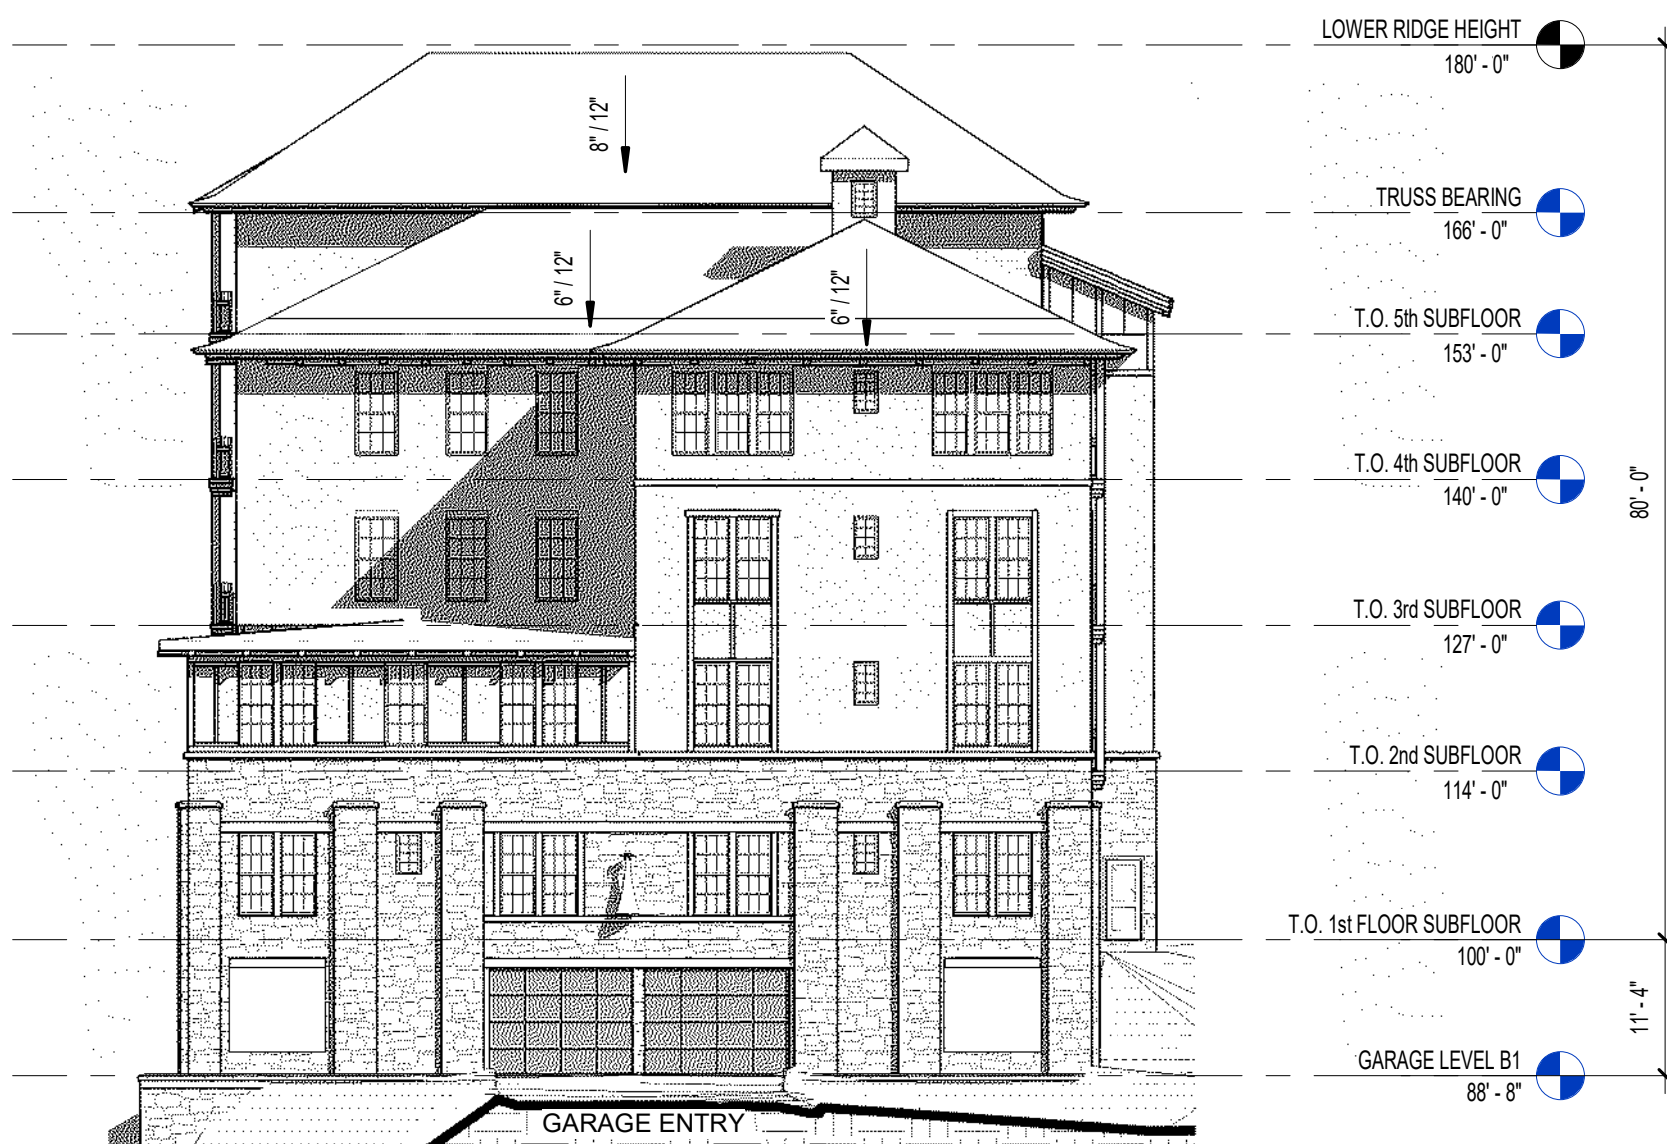 LOWER RIDGE HEIGHT
180' - 0"
8" / 12"
TRUSS BEARING
166' - 0"
6" / 12"
6" / 12"
T.O. 5th SUBFLOOR
153' - 0"
T.O. 4th SUBFLOOR
140' - 0"
80' - 0"
T.O. 3rd SUBFLOOR
127' - 0"
T.O. 2nd SUBFLOOR
114' - 0"
T.O. 1st FLOOR SUBFLOOR
100' - 0"
11' - 4"
GARAGE LEVEL B1
88' - 8"
GARAGE ENTRY